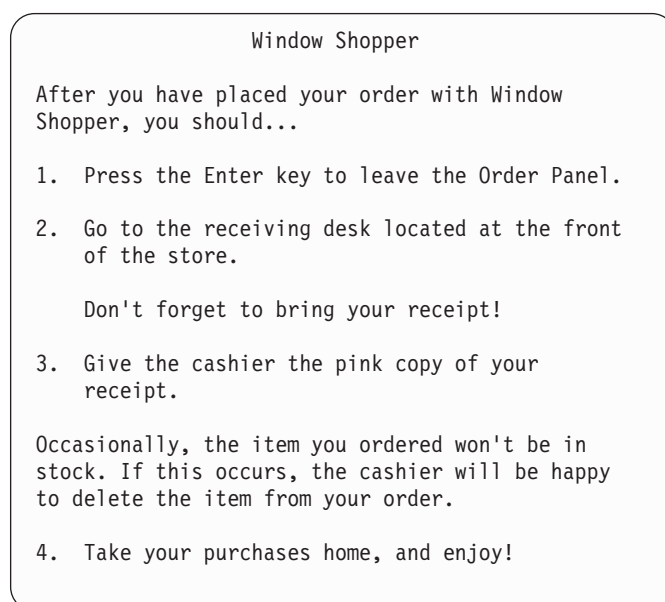 Window Shopper
After you have placed your order with Window
Shopper, you should...
1. Press the Enter key to leave the Order Panel.
2. Go to the receiving desk located at the front
of the store.
Don't forget to bring your receipt!
3. Give the cashier the pink copy of your
receipt.
Occasionally, the item you ordered won't be in
stock. If this occurs, the cashier will be happy
to delete the item from your order.
4. Take your purchases home, and enjoy!